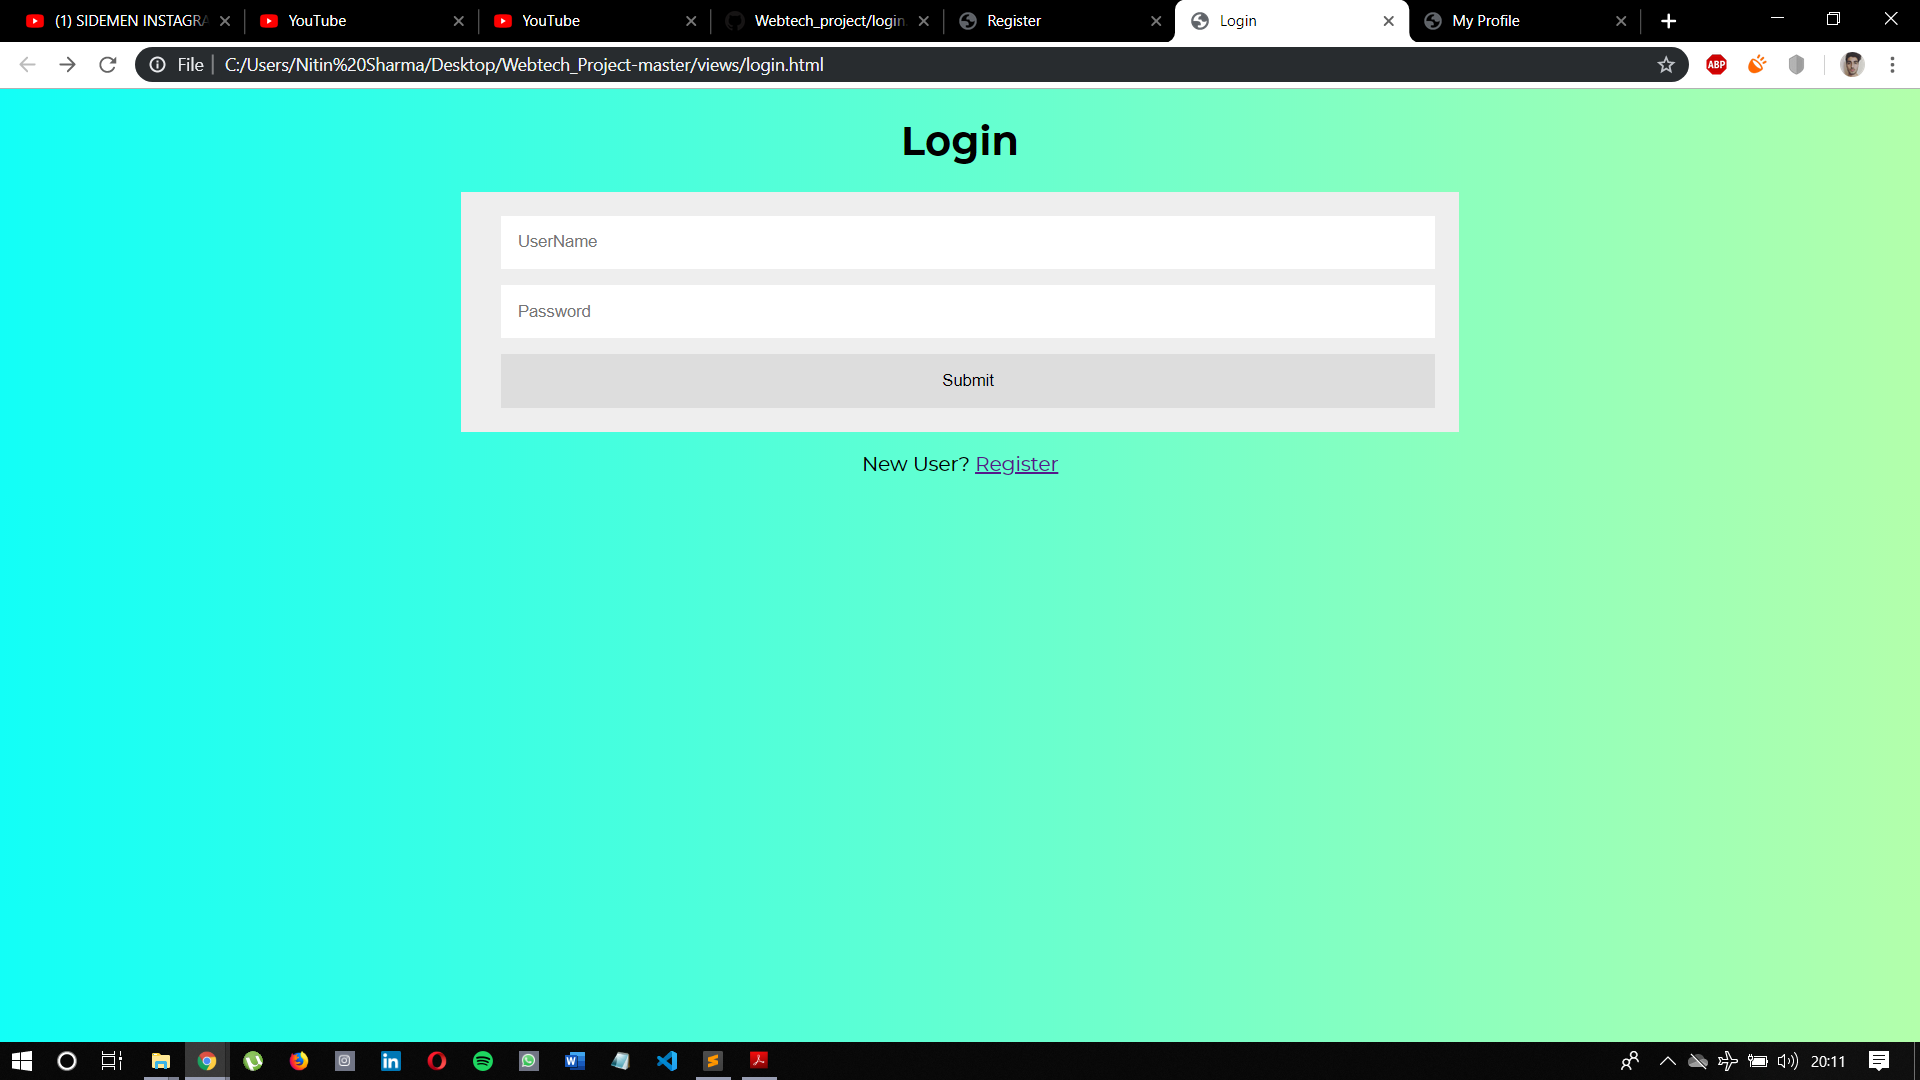 (1) SIDEMEN INSTAGRA
YouTube
YouTube
Webtech_project/login.
Register
Login
My Profile
File
C:/Users/Nitin%20Sharma/Desktop/Webtech_Project-master/views/login.html
ABP
Login
UserName
Password
Submit
New User? Register
20:11